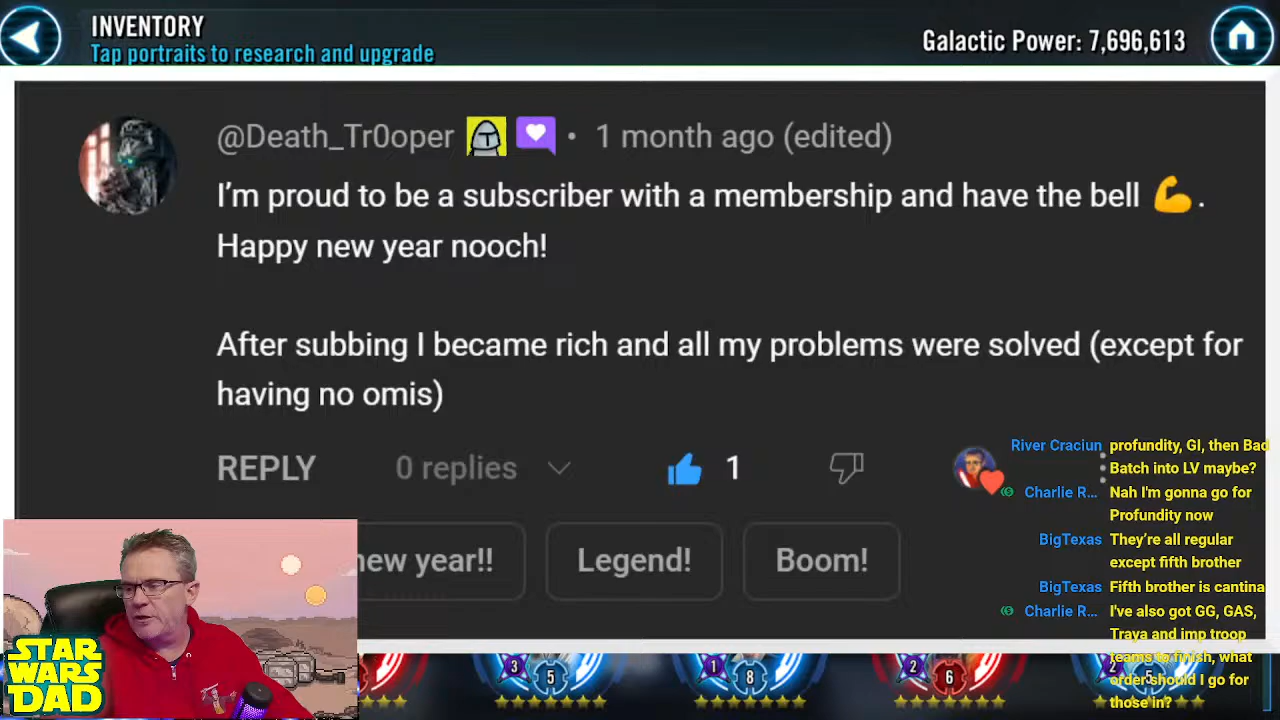 INVENTORY
Tap portraits to research and upgrade
Galactic Power: 7,696,613
@Death_Tr0oper • 1 month ago (edited)
I'm proud to be a subscriber with a membership and have the bell 💪.
Happy new year nooch!
After subbing I became rich and all my problems were solved (except for
having no omis)
REPLY 0 replies 1
new year!! Legend! Boom!
River Craciun profundity, GI, then Bad
Batch into LV maybe?
Charlie R... Nah I'm gonna go for
Profundity now
BigTexas They're all regular
except fifth brother
BigTexas Fifth brother is cantina
Charlie R... I've also got GG, GAS,
Traya and imp troop
teams to finish, what
order should I go for
those in?
STAR
WARS
DAD
3 5 1 8 2 6 2 5